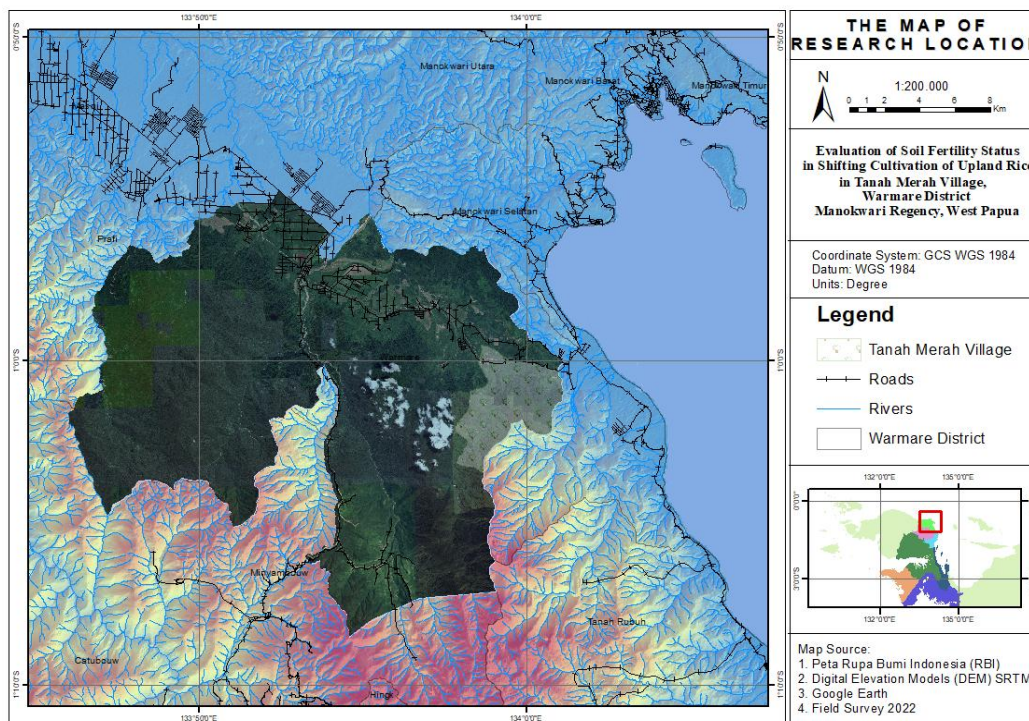 THE MAP OF
RESEARCH LOCATION
N
1:200.000
0 1 2 4 6 8
Km
Evaluation of Soil Fertility Status
in Shifting Cultivation of Upland Rice
in Tanah Merah Village,
Warmare District
Manokwari Regency, West Papua
Coordinate System: GCS WGS 1984
Datum: WGS 1984
Units: Degree
Legend
Tanah Merah Village
Roads
Rivers
Warmare District
132°0'0"E 135°0'0"E
0°0'0"
3°0'0"S
132°0'0"E 135°0'0"E
Map Source:
1. Peta Rupa Bumi Indonesia (RBI)
2. Digital Elevation Models (DEM) SRTM
3. Google Earth
4. Field Survey 2022
133°50'0"E 134°0'0"E
0°50'0"S 0°50'0"S
Manokwari Utara
Manokwari Barat
Manokwari Timur
Manokwari Selatan
Prafi
1°0'0"S 1°0'0"S
Minyambouw
Tanah Rubuh
Catubouw
Hingk
1°10'0"S 1°10'0"S
133°50'0"E 134°0'0"E